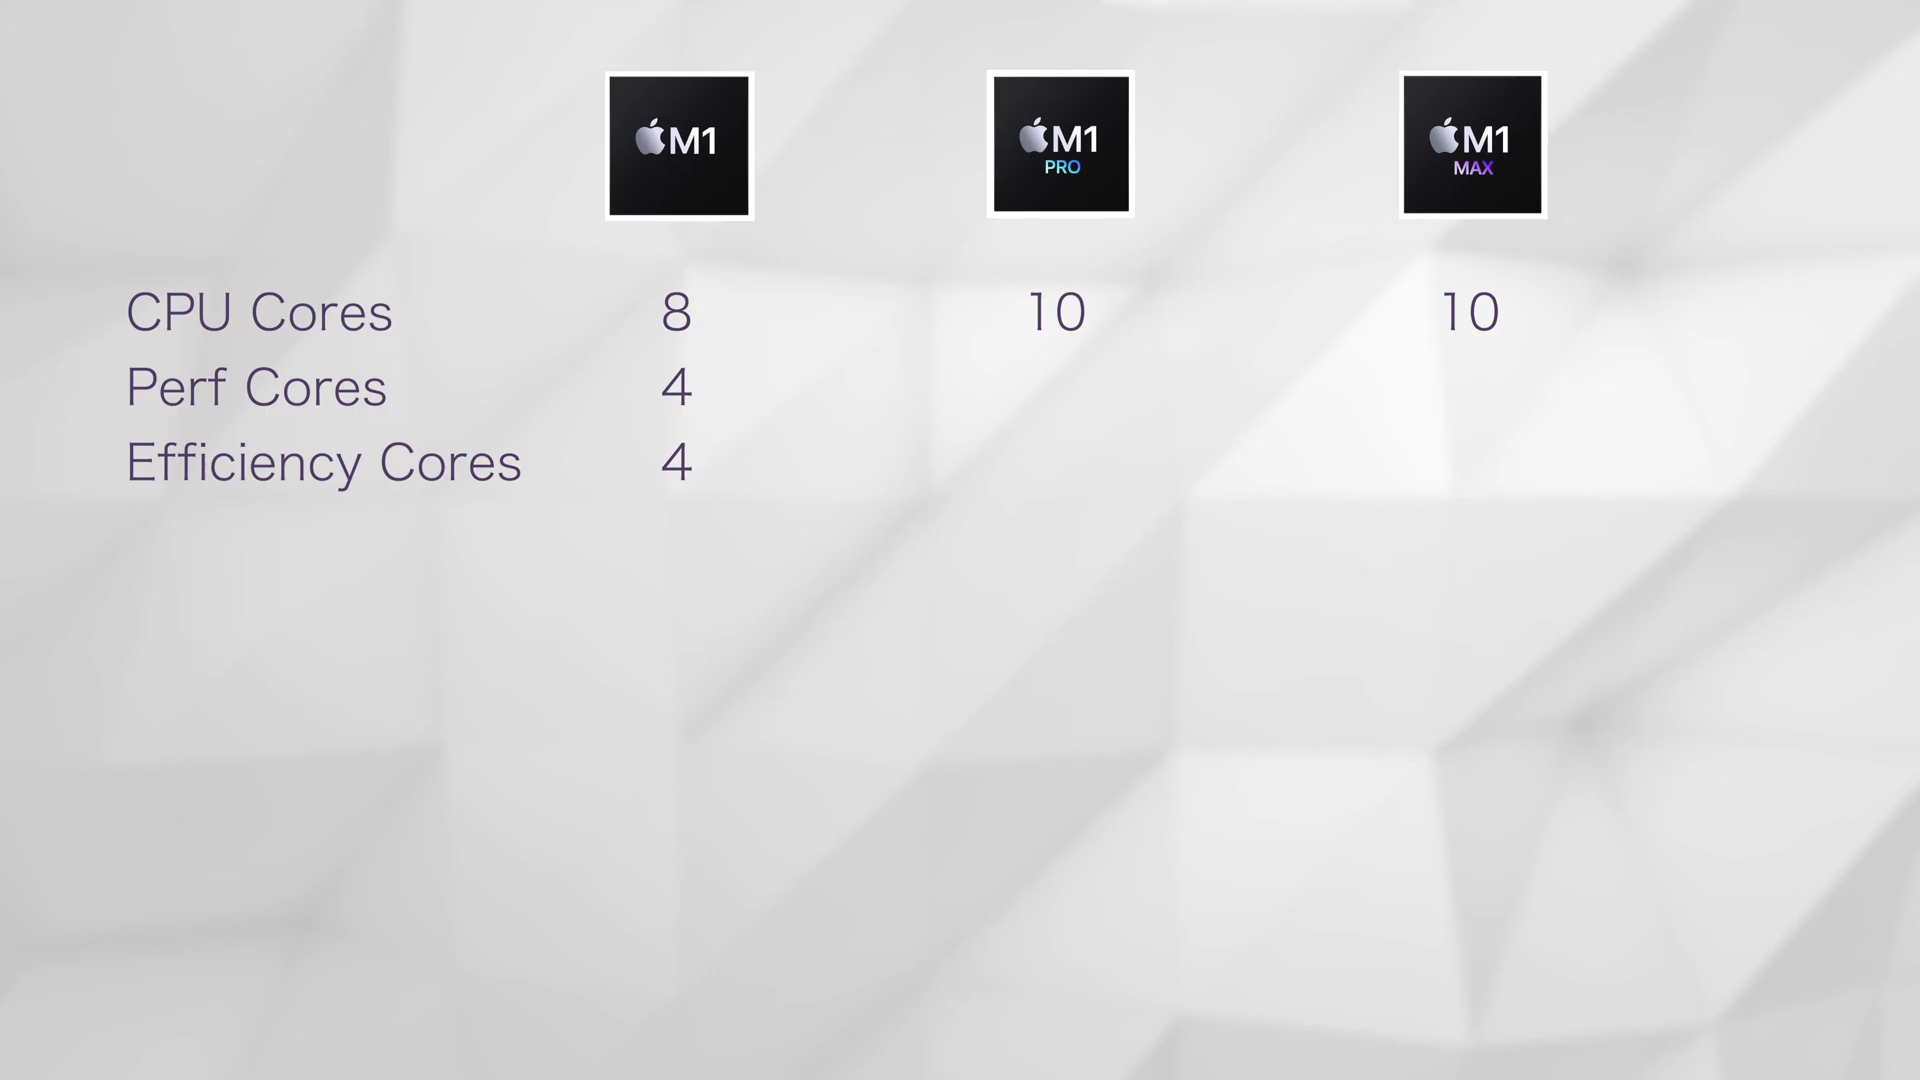 M1
M1
PRO
M1
MAX
CPU Cores 8 10 10
Perf Cores 4
Efficiency Cores 4